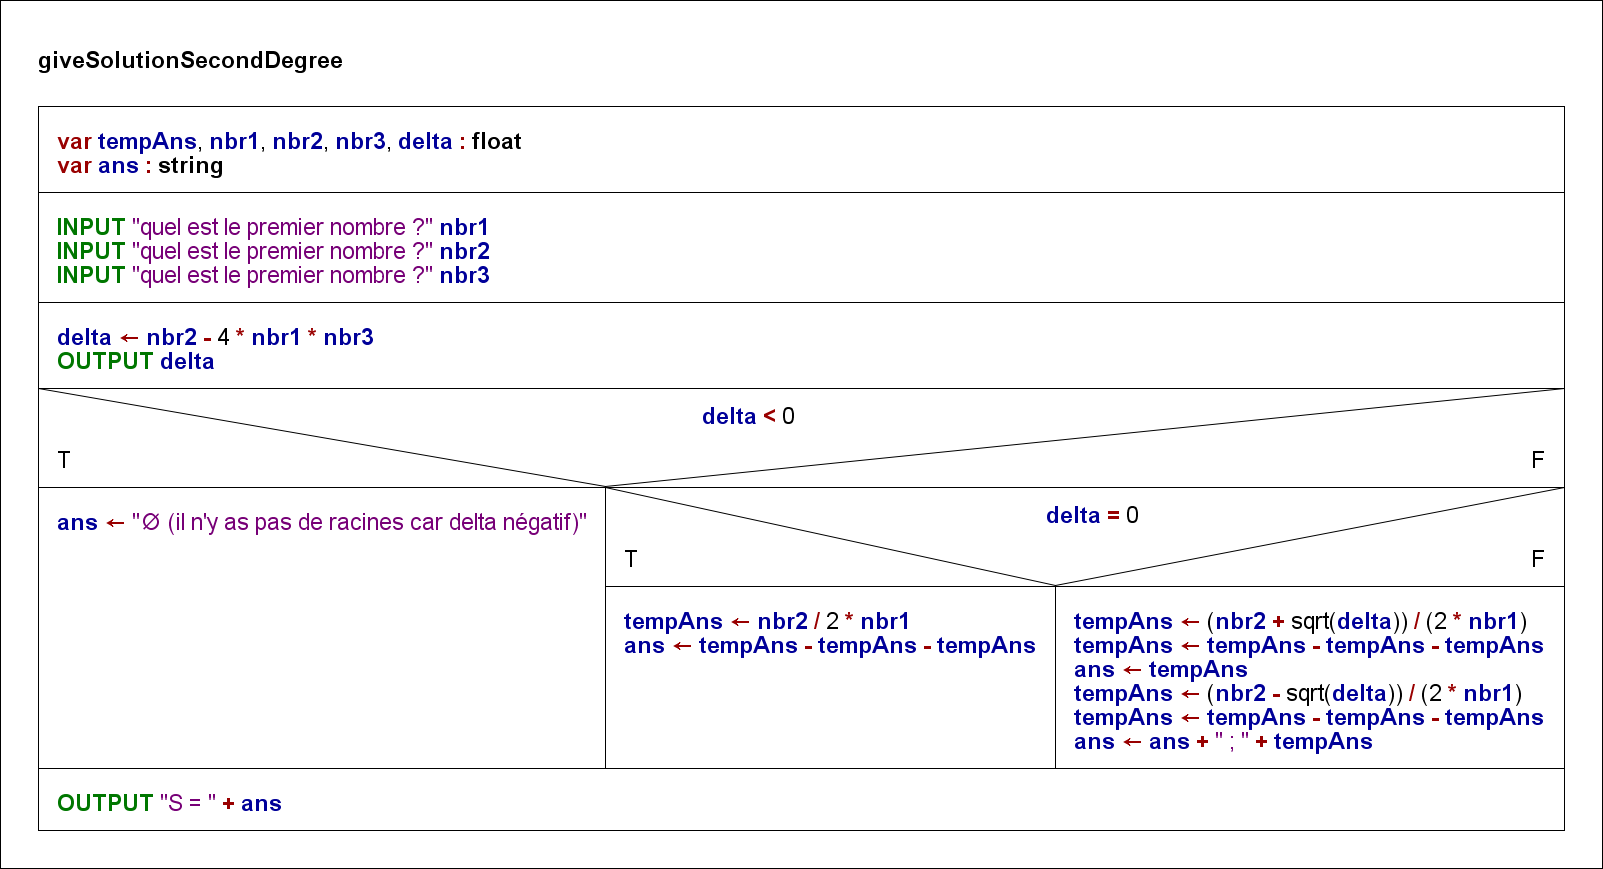 giveSolutionSecondDegree
var tempAns, nbr1, nbr2, nbr3, delta : float
var ans : string
INPUT "quel est le premier nombre ?" nbr1
INPUT "quel est le premier nombre ?" nbr2
INPUT "quel est le premier nombre ?" nbr3
delta ← nbr2 - 4 * nbr1 * nbr3
OUTPUT delta
delta < 0
T
F
ans ← "Ø (il n'y as pas de racines car delta négatif)"
delta = 0
T
F
tempAns ← nbr2 / 2 * nbr1
ans ← tempAns - tempAns - tempAns
tempAns ← (nbr2 + sqrt(delta)) / (2 * nbr1)
tempAns ← tempAns - tempAns - tempAns
ans ← tempAns
tempAns ← (nbr2 - sqrt(delta)) / (2 * nbr1)
tempAns ← tempAns - tempAns - tempAns
ans ← ans + " ; " + tempAns
OUTPUT "S = " + ans